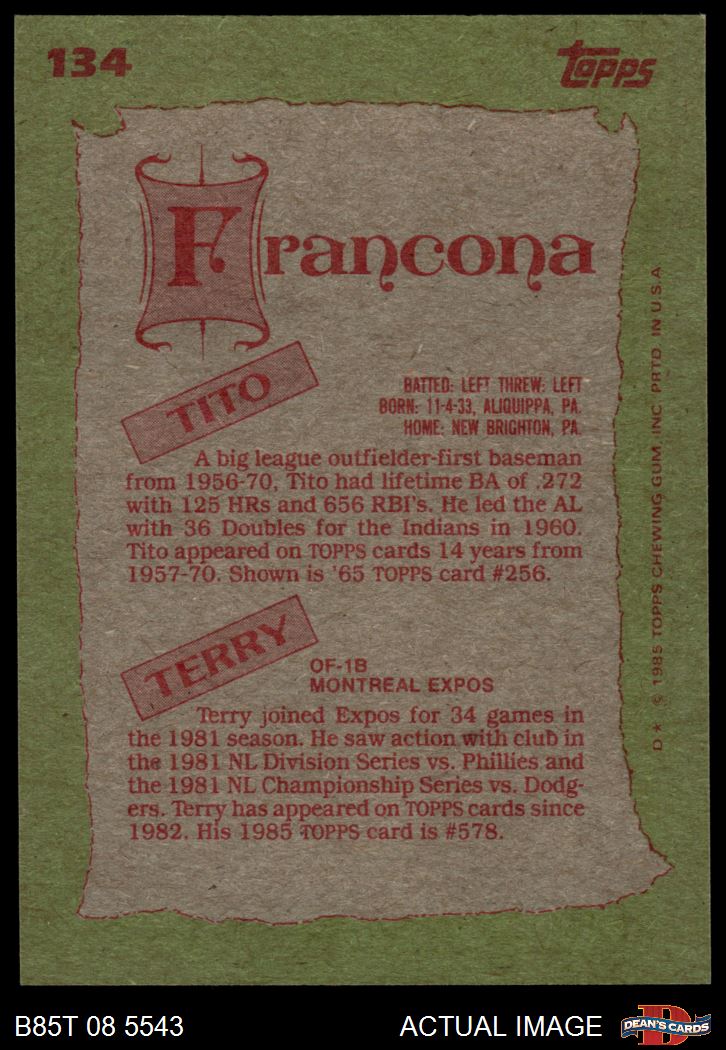 134
Topps
Francona
TITO
BATTED: LEFT THREW: LEFT
BORN: 11-4-33, ALIQUIPPA, PA.
HOME: NEW BRIGHTON, PA.
A big league outfielder-first baseman
from 1956-70, Tito had lifetime BA of .272
with 125 HRs and 656 RBI's. He led the AL
with 36 Doubles for the Indians in 1960.
Tito appeared on TOPPS cards 14 years from
1957-70. Shown is '65 TOPPS card #256.
TERRY
OF-1B
MONTREAL EXPOS
Terry joined Expos for 34 games in
the 1981 season. He saw action with club in
the 1981 NL Division Series vs. Phillies and
the 1981 NL Championship Series vs. Dodg-
ers. Terry has appeared on TOPPS cards since
1982. His 1985 TOPPS card is #578.
D* © 1985 TOPPS CHEWING GUM, INC. PRTD. IN U.S.A.
B85T 08 5543
ACTUAL IMAGE
D
DEAN'S CARDS